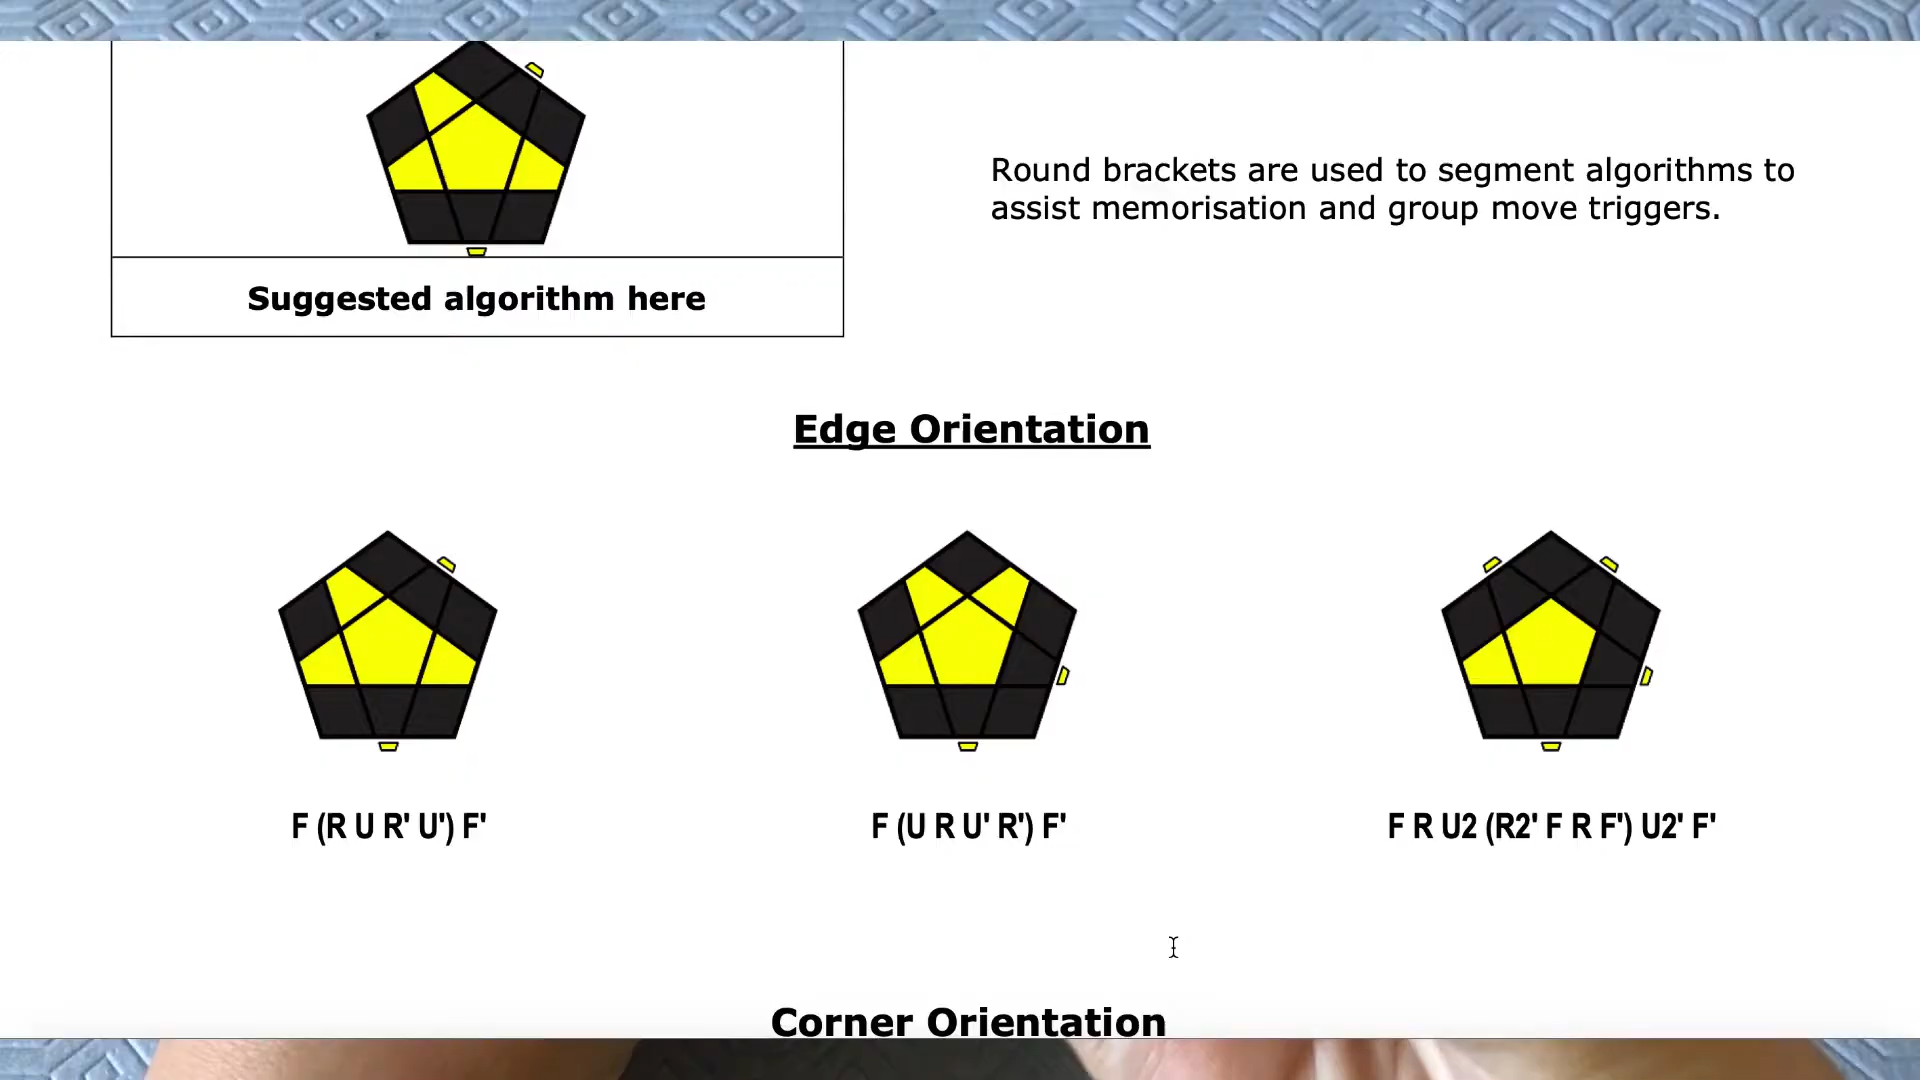 Round brackets are used to segment algorithms to
assist memorisation and group move triggers.
Suggested algorithm here
Edge Orientation
F (R U R' U') F'
F (U R U' R') F'
F R U2 (R2' F R F') U2' F'
Corner Orientation